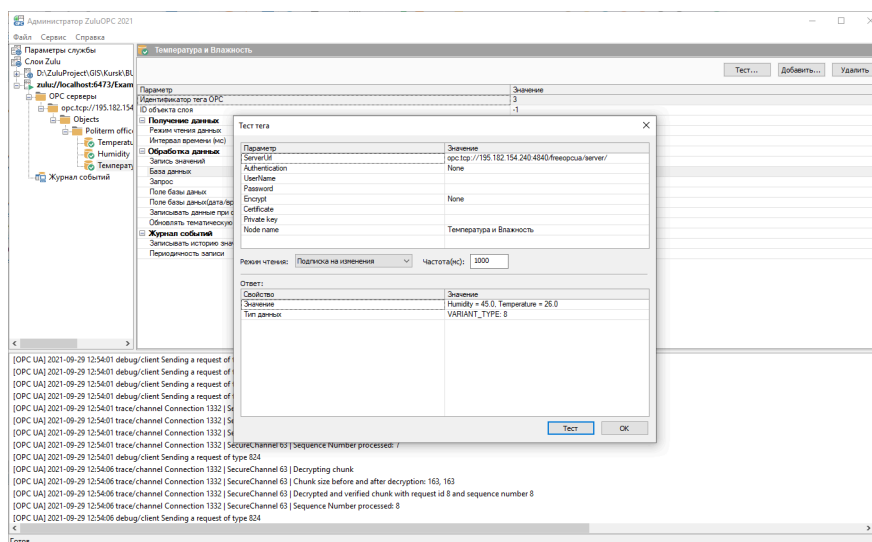 Администратор ZuluOPC 2021
Файл Сервис Справка
Параметры службы
Слои Zulu
D:\ZuluProject\GIS\Kursk\BU
zulu://localhost:6473/Exam
OPC серверы
opc.tcp://195.182.154
Objects
Politerm offic
Temperatu
Humidity
Температ
Журнал событий
Температура и Влажность
Тест... Добавить... Удалить
Параметр Значение
Идентификатор тега OPC 3
ID объекта слоя -1
Получение данных
Режим чтения данных
Интервал времени (мс)
Обработка данных
Запись значений
База данных
Запрос
Поле базы даных
Поле базы даных(дата/вр
Записывать данные при с
Обновлять тематическую
Журнал событий
Записывать историю знач
Периодичность записи
Тест тега
Параметр Значение
ServerUrl opc.tcp://195.182.154.240:4840/freeopcua/server/
Authentication None
UserName
Password
Encrypt None
Certificate
Private key
Node name Температура и Влажность
Режин чтения: Подписка на изменения Частота(мс): 1000
Ответ:
Свойство Значение
Значение Humidity = 45.0, Temperature = 26.0
Тип данных VARIANT_TYPE: 8
Тест OK
[OPC UA] 2021-09-29 12:54:01 debug/client Sending a request of t
[OPC UA] 2021-09-29 12:54:01 debug/client Sending a request of t
[OPC UA] 2021-09-29 12:54:01 debug/client Sending a request of t
[OPC UA] 2021-09-29 12:54:01 debug/client Sending a request of t
[OPC UA] 2021-09-29 12:54:01 trace/channel Connection 1332 | Se
[OPC UA] 2021-09-29 12:54:01 trace/channel Connection 1332 | Se
[OPC UA] 2021-09-29 12:54:01 trace/channel Connection 1332 | Se
[OPC UA] 2021-09-29 12:54:01 trace/channel Connection 1332 | SecureChannel 63 | Sequence Number processed: 7
[OPC UA] 2021-09-29 12:54:01 debug/client Sending a request of type 824
[OPC UA] 2021-09-29 12:54:06 trace/channel Connection 1332 | SecureChannel 63 | Decrypting chunk
[OPC UA] 2021-09-29 12:54:06 trace/channel Connection 1332 | SecureChannel 63 | Chunk size before and after decryption: 163, 163
[OPC UA] 2021-09-29 12:54:06 trace/channel Connection 1332 | SecureChannel 63 | Decrypted and verified chunk with request id 8 and sequence number 8
[OPC UA] 2021-09-29 12:54:06 trace/channel Connection 1332 | SecureChannel 63 | Sequence Number processed: 8
[OPC UA] 2021-09-29 12:54:06 debug/client Sending a request of type 824
Готов